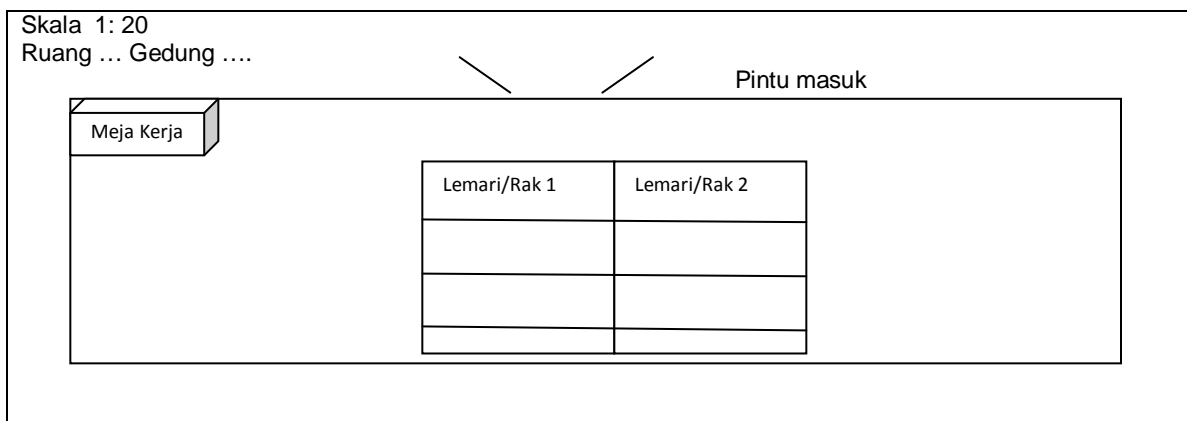 Skala 1: 20
Ruang … Gedung ….
Pintu masuk
Meja Kerja
Lemari/Rak 1
Lemari/Rak 2